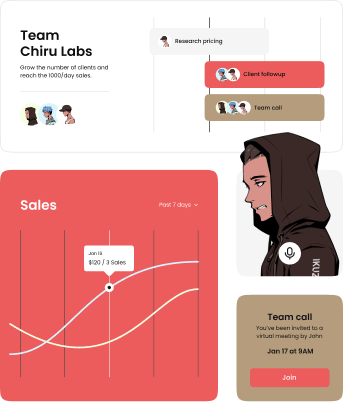 Team
Chiru Labs
Grow the number of clients and
reach the 1000/day sales.
Research pricing
Client followup
Team call
Sales
Past 7 days
Jan 15
$120 / 3 Sales
IKUZ
Team call
You've been invited to a
virtual meeting by John
Jan 17 at 9AM
Join